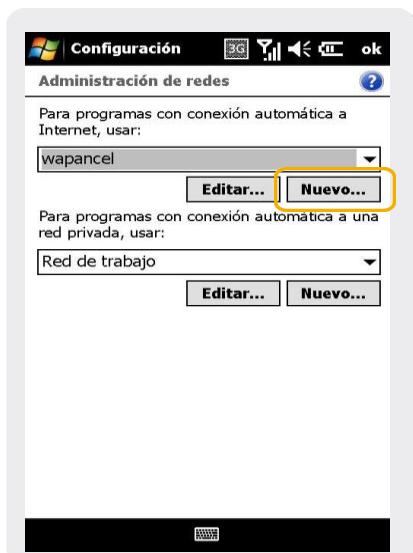 Configuración 3G ok
Administración de redes ?
Para programas con conexión automática a
Internet, usar:
wapancel
Editar... Nuevo...
Para programas con conexión automática a una
red privada, usar:
Red de trabajo
Editar... Nuevo...